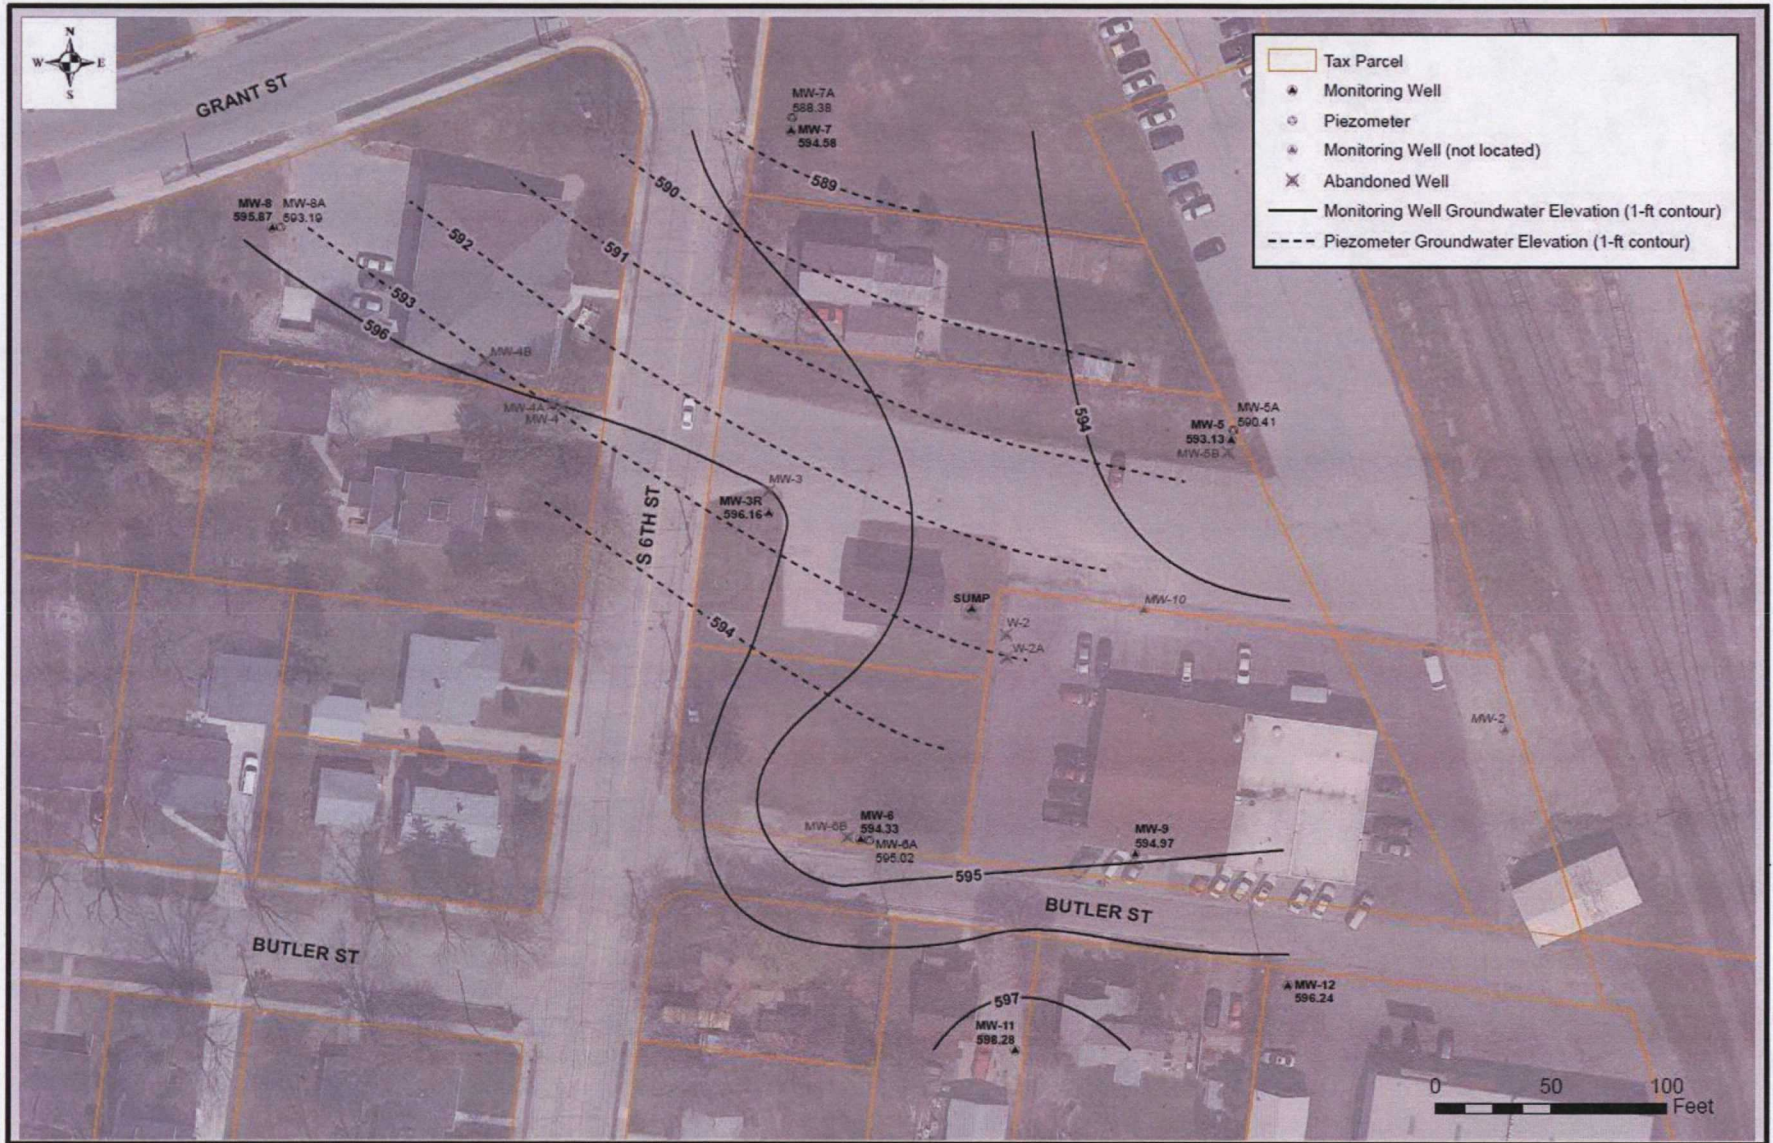 N
W E
S
GRANT ST
Tax Parcel
Monitoring Well
Piezometer
Monitoring Well (not located)
Abandoned Well
Monitoring Well Groundwater Elevation (1-ft contour)
Piezometer Groundwater Elevation (1-ft contour)
MW-7A
588.38
MW-7
594.58
589
590
MW-8
595.87
MW-8A
593.19
592
591
593
596
MW-4B
MW-4A
MW-4
594
MW-5A
590.41
MW-5
593.13
MW-5B
MW-3
MW-3R
596.16
S 6TH ST
SUMP
MW-10
W-2
W-2A
594
MW-2
MW-6B
MW-6
594.33
MW-6A
595.02
MW-9
594.97
595
BUTLER ST
BUTLER ST
MW-12
596.24
597
MW-11
598.28
0 50 100
Feet